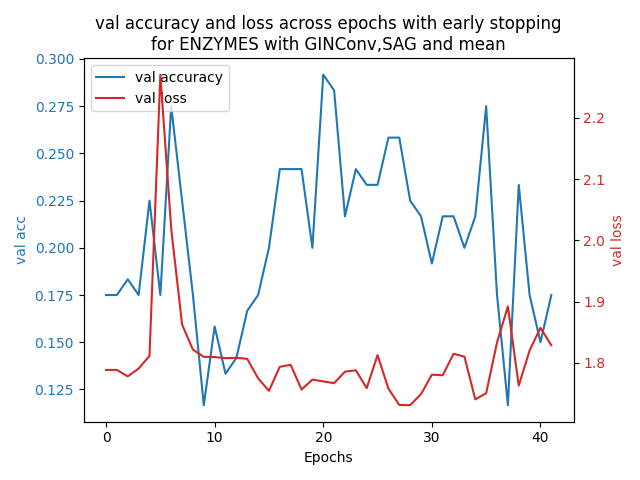 val accuracy and loss across epochs with early stopping
for ENZYMES with GINConv,SAG and mean
val accuracy
val loss
0.300
0.275
0.250
0.225
0.200
0.175
0.150
0.125
val acc
2.2
2.1
2.0
1.9
1.8
val loss
0 10 20 30 40
Epochs